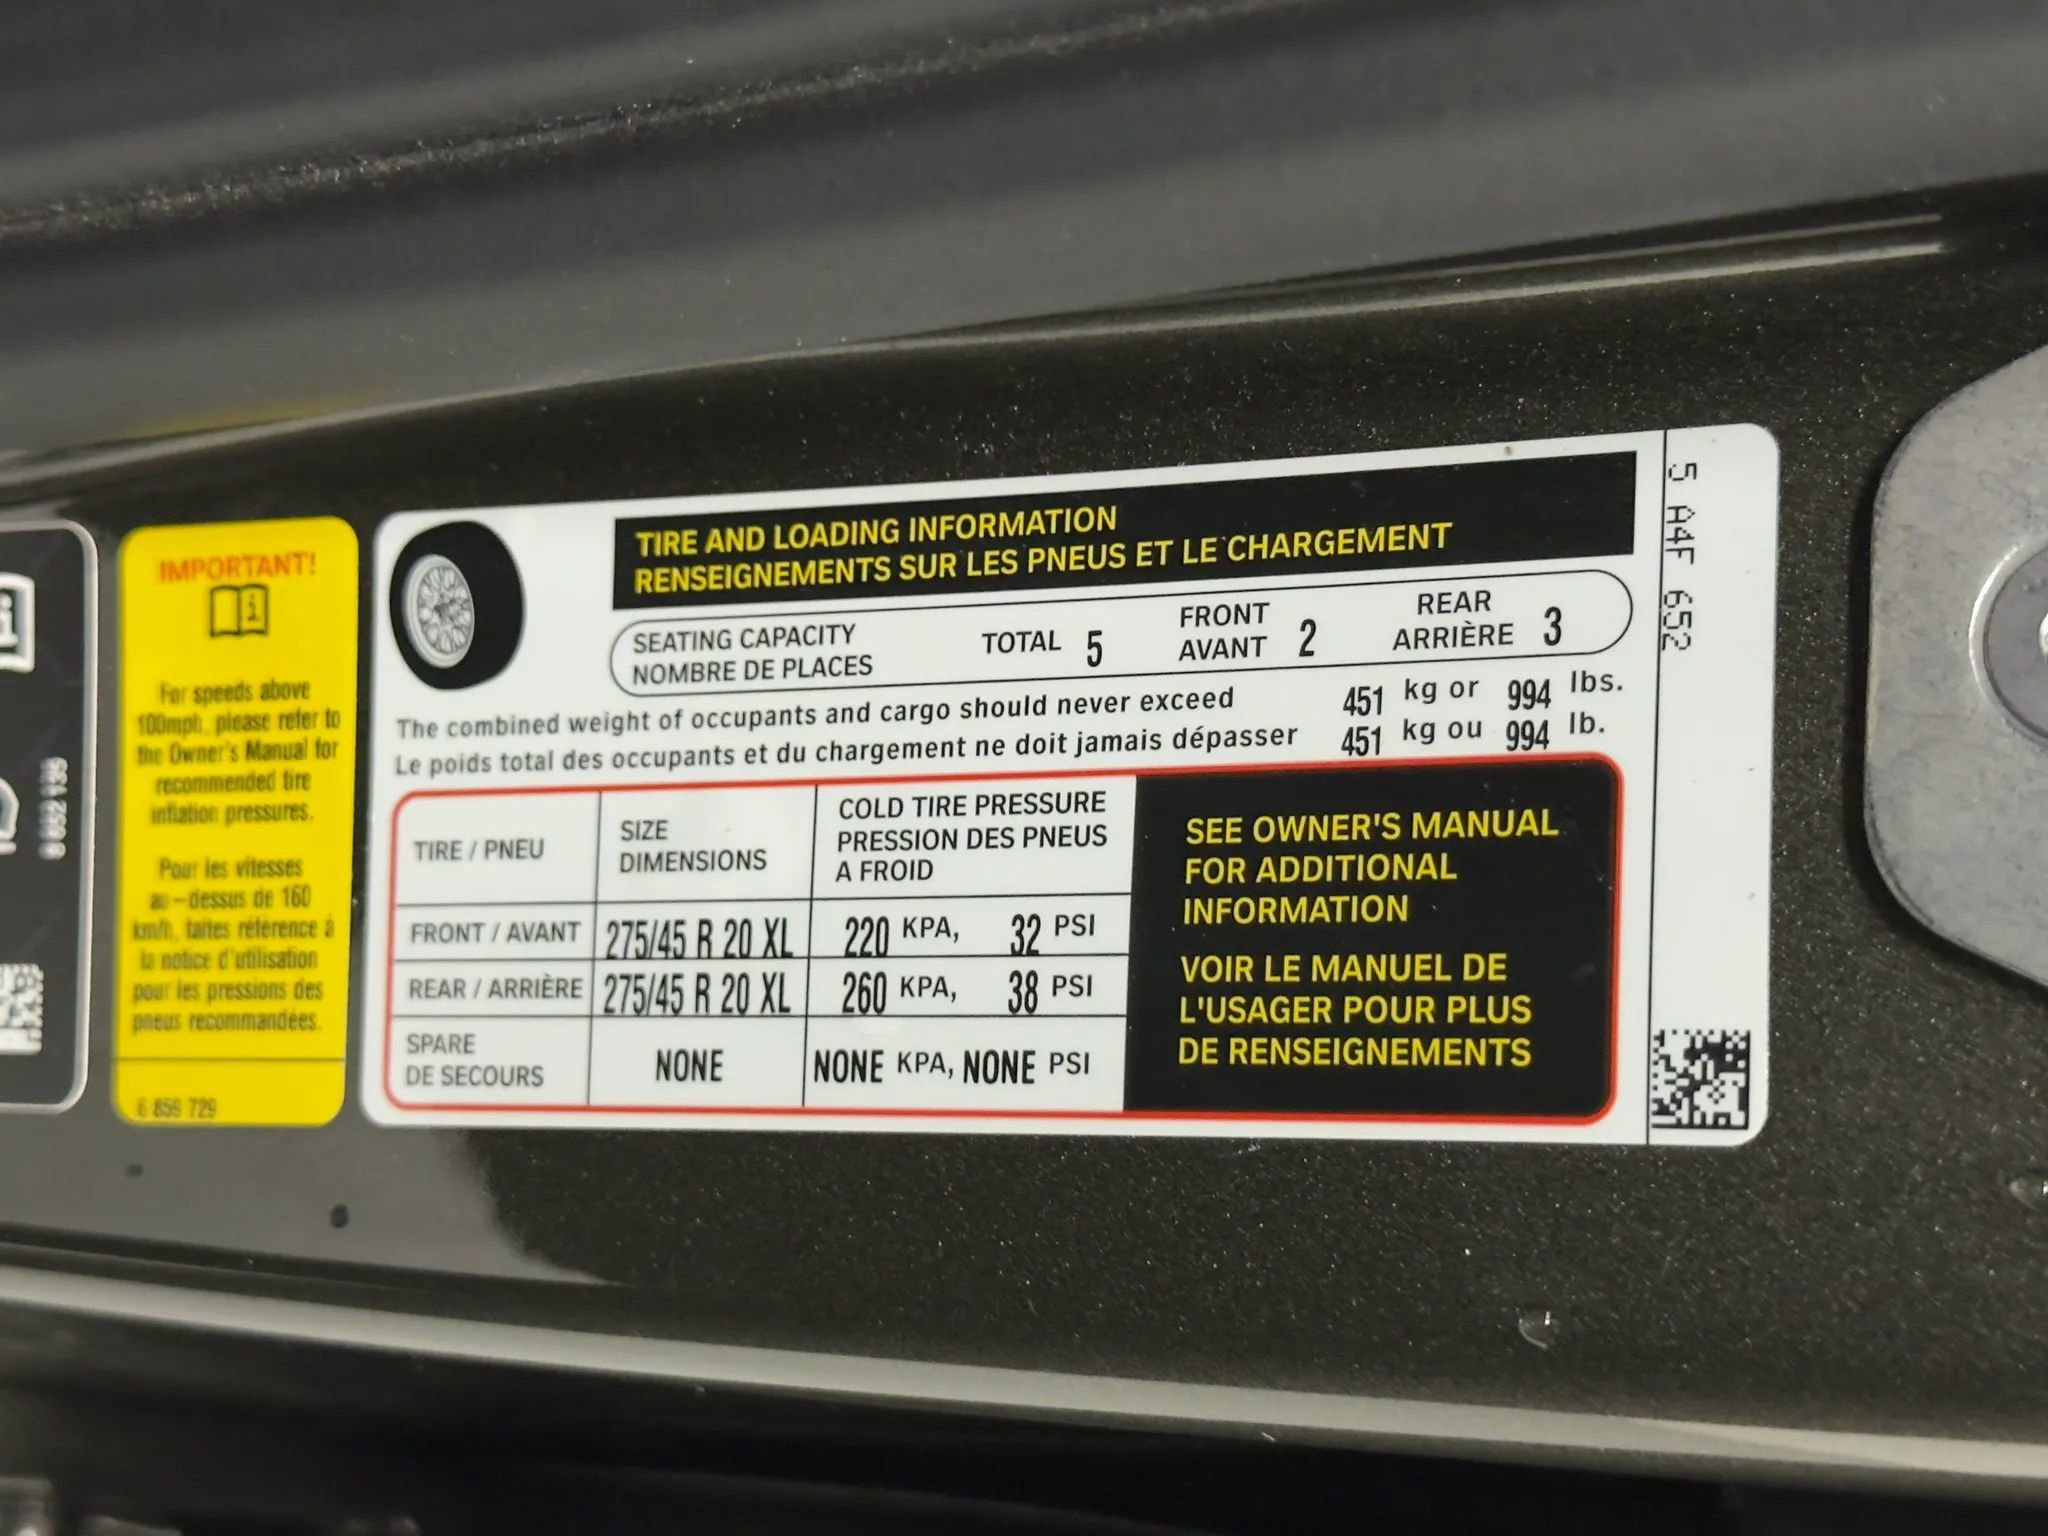 IMPORTANT!
For speeds above
100mph, please refer to
the Owner's Manual for
recommended tire
inflation pressures.
Pour les vitesses
au-dessus de 160
km/h, faites référence à
la notice d'utilisation
pour les pressions des
pneus recommandées.
6 859 729
TIRE AND LOADING INFORMATION
RENSEIGNEMENTS SUR LES PNEUS ET LE CHARGEMENT
SEATING CAPACITY
NOMBRE DE PLACES
TOTAL 5
FRONT
AVANT 2
REAR
ARRIÈRE 3
The combined weight of occupants and cargo should never exceed 451 kg or 994 lbs.
Le poids total des occupants et du chargement ne doit jamais dépasser 451 kg ou 994 lb.
TIRE / PNEU
SIZE
DIMENSIONS
COLD TIRE PRESSURE
PRESSION DES PNEUS
A FROID
FRONT / AVANT 275/45 R 20 XL 220 KPA, 32 PSI
REAR / ARRIÈRE 275/45 R 20 XL 260 KPA, 38 PSI
SPARE
DE SECOURS
NONE NONE KPA, NONE PSI
SEE OWNER'S MANUAL
FOR ADDITIONAL
INFORMATION
VOIR LE MANUEL DE
L'USAGER POUR PLUS
DE RENSEIGNEMENTS
5 A4F 652